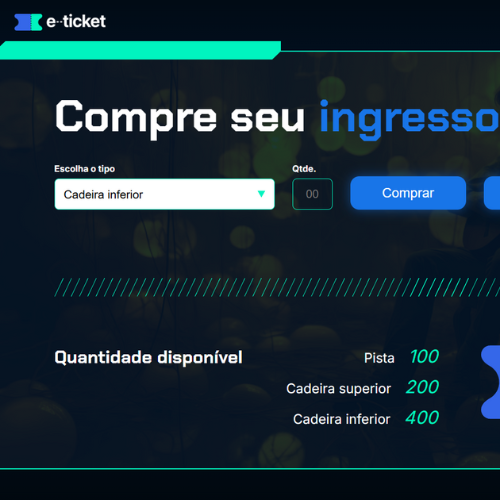 e--ticket
Compre seu ingresso
Escolha o tipo
Qtde.
Cadeira inferior
00
Comprar
Quantidade disponível
Pista 100
Cadeira superior 200
Cadeira inferior 400